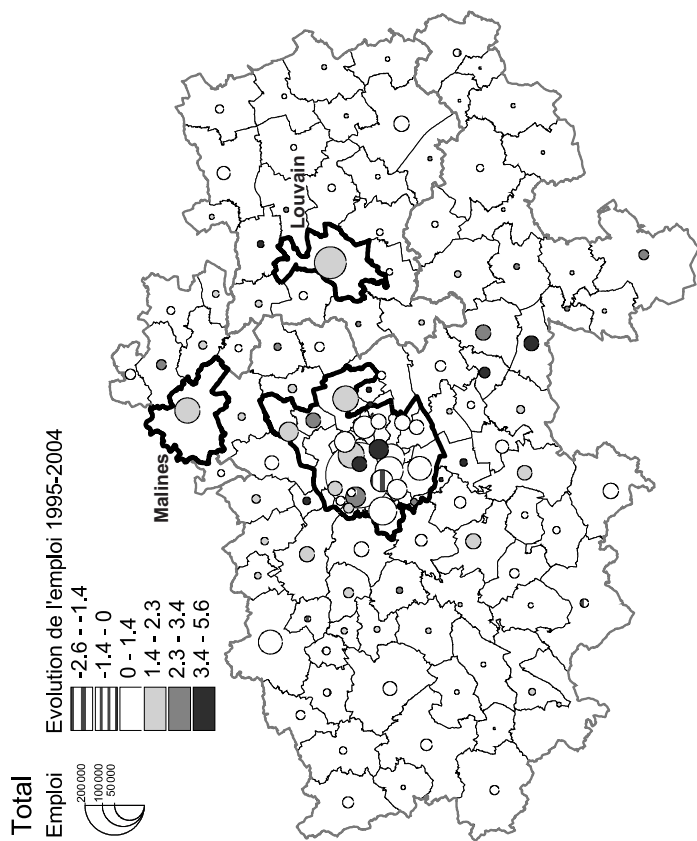 Total
Emploi
200 000
100 000
50 000
Evolution de l'emploi 1995-2004
-2.6 - -1.4
-1.4 - 0
0 - 1.4
1.4 - 2.3
2.3 - 3.4
3.4 - 5.6
Malines
Louvain